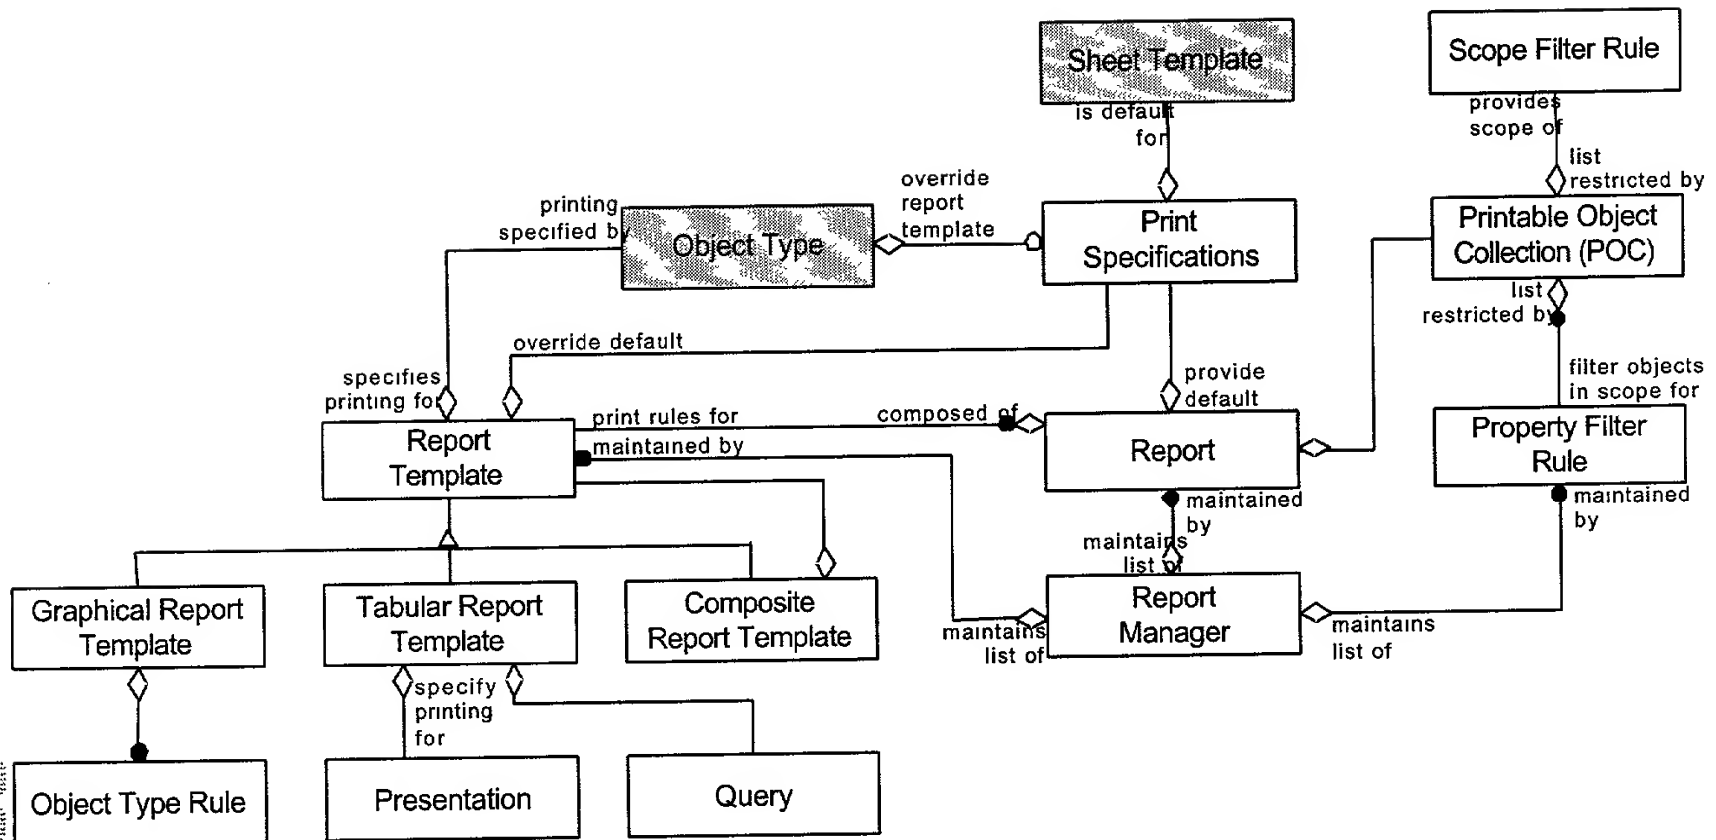 Sheet Template
Scope Filter Rule
is default
for
provides
scope of
list
restricted by
override
report
template
printing
specified by
Object Type
Print
Specifications
Printable Object
Collection (POC)
list
restricted by
override default
specifies
printing for
provide
default
filter objects
in scope for
print rules for
composed of
maintained by
Report
Template
Report
Property Filter
Rule
maintained
by
maintained
by
maintains
list of
Graphical Report
Template
Tabular Report
Template
Composite
Report Template
Report
Manager
maintains
list of
maintains
list of
specify
printing
for
Object Type Rule
Presentation
Query